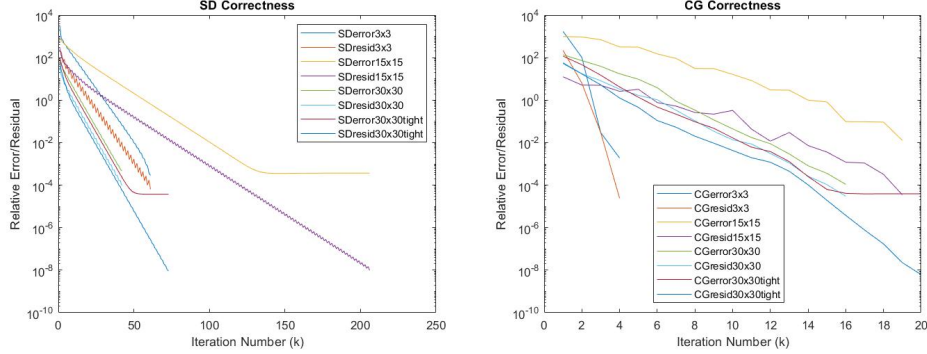 SD Correctness
10^4
10^2
10^0
10^-2
10^-4
10^-6
10^-8
10^-10
Relative Error/Residual
0 50 100 150 200 250
Iteration Number (k)
SDerror3x3
SDresid3x3
SDerror15x15
SDresid15x15
SDerror30x30
SDresid30x30
SDerror30x30tight
SDresid30x30tight
CG Correctness
10^4
10^2
10^0
10^-2
10^-4
10^-6
10^-8
10^-10
Relative Error/Residual
0 2 4 6 8 10 12 14 16 18 20
Iteration Number (k)
CGerror3x3
CGresid3x3
CGerror15x15
CGresid15x15
CGerror30x30
CGresid30x30
CGerror30x30tight
CGresid30x30tight